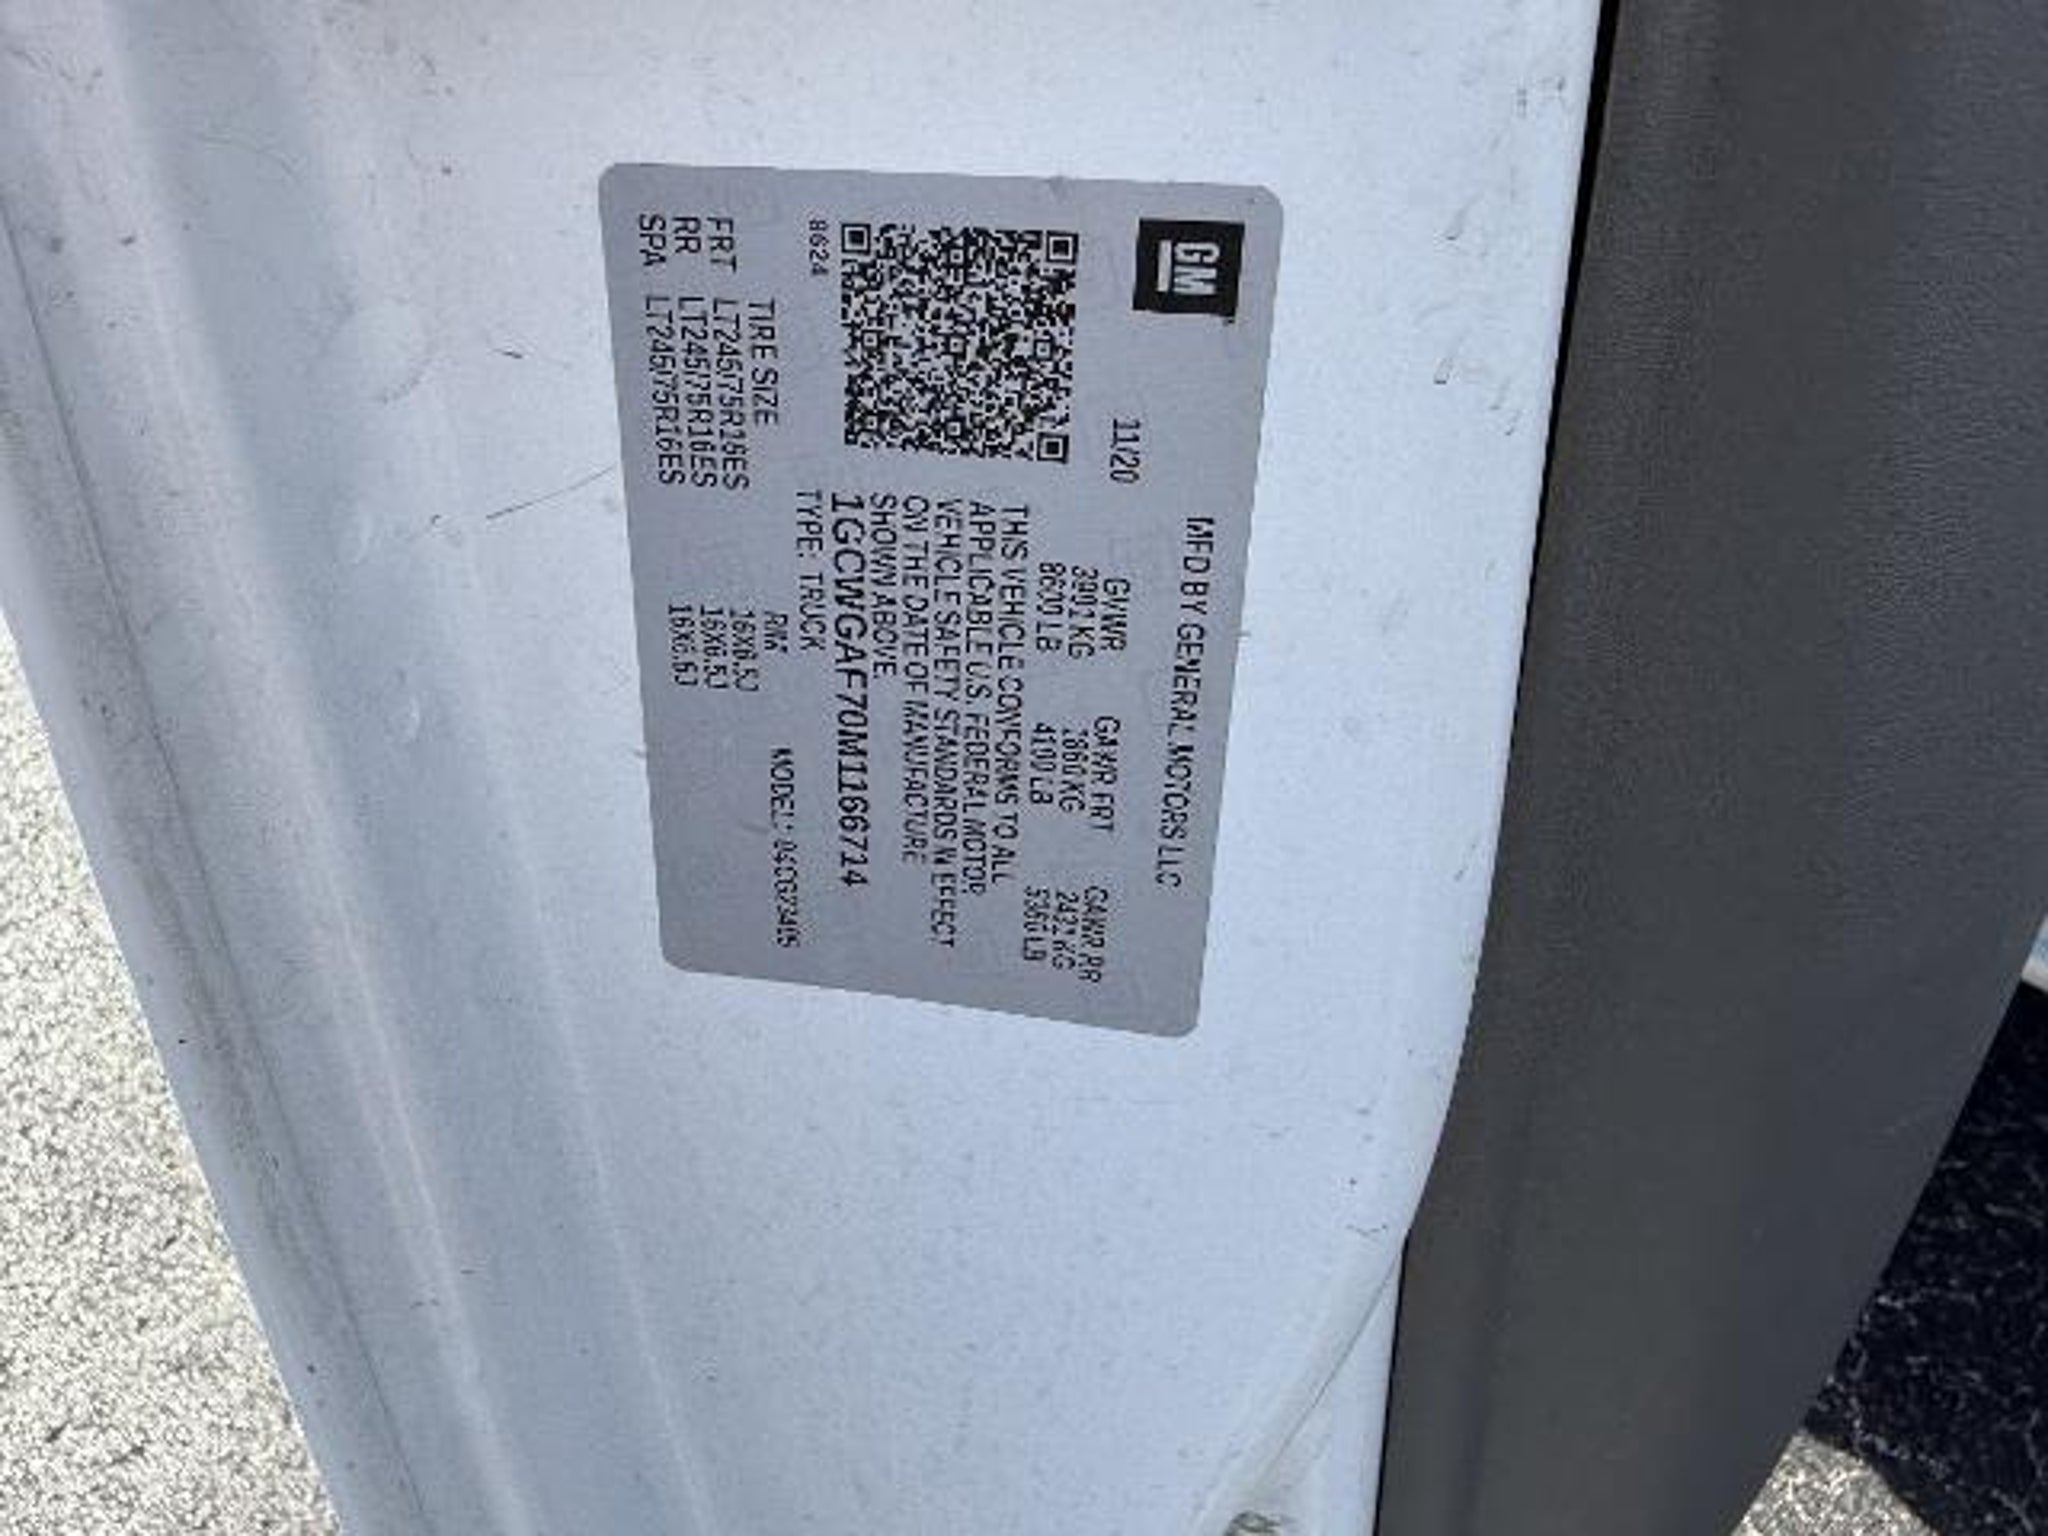 GM
MFD BY GENERAL MOTORS LLC
11/20
GVWR GAWR FRT GAWR RR
3901 KG 1860 KG 2432 KG
8600 LB 4100 LB LB
THIS VEHICLE CONFORMS TO ALL
APPLICABLE U.S. FEDERAL MOTOR
VEHICLE SAFETY STANDARDS IN EFFECT
ON THE DATE OF MANUFACTURE
SHOWN ABOVE.
1GCWGAF70M1166714
8624
TYPE: TRUCK MODEL:
TIRE SIZE RIM
FRT LT245/75R16ES 16X6.5J
RR LT245/75R16ES 16X6.5J
SPA LT245/75R16ES 16X6.5J